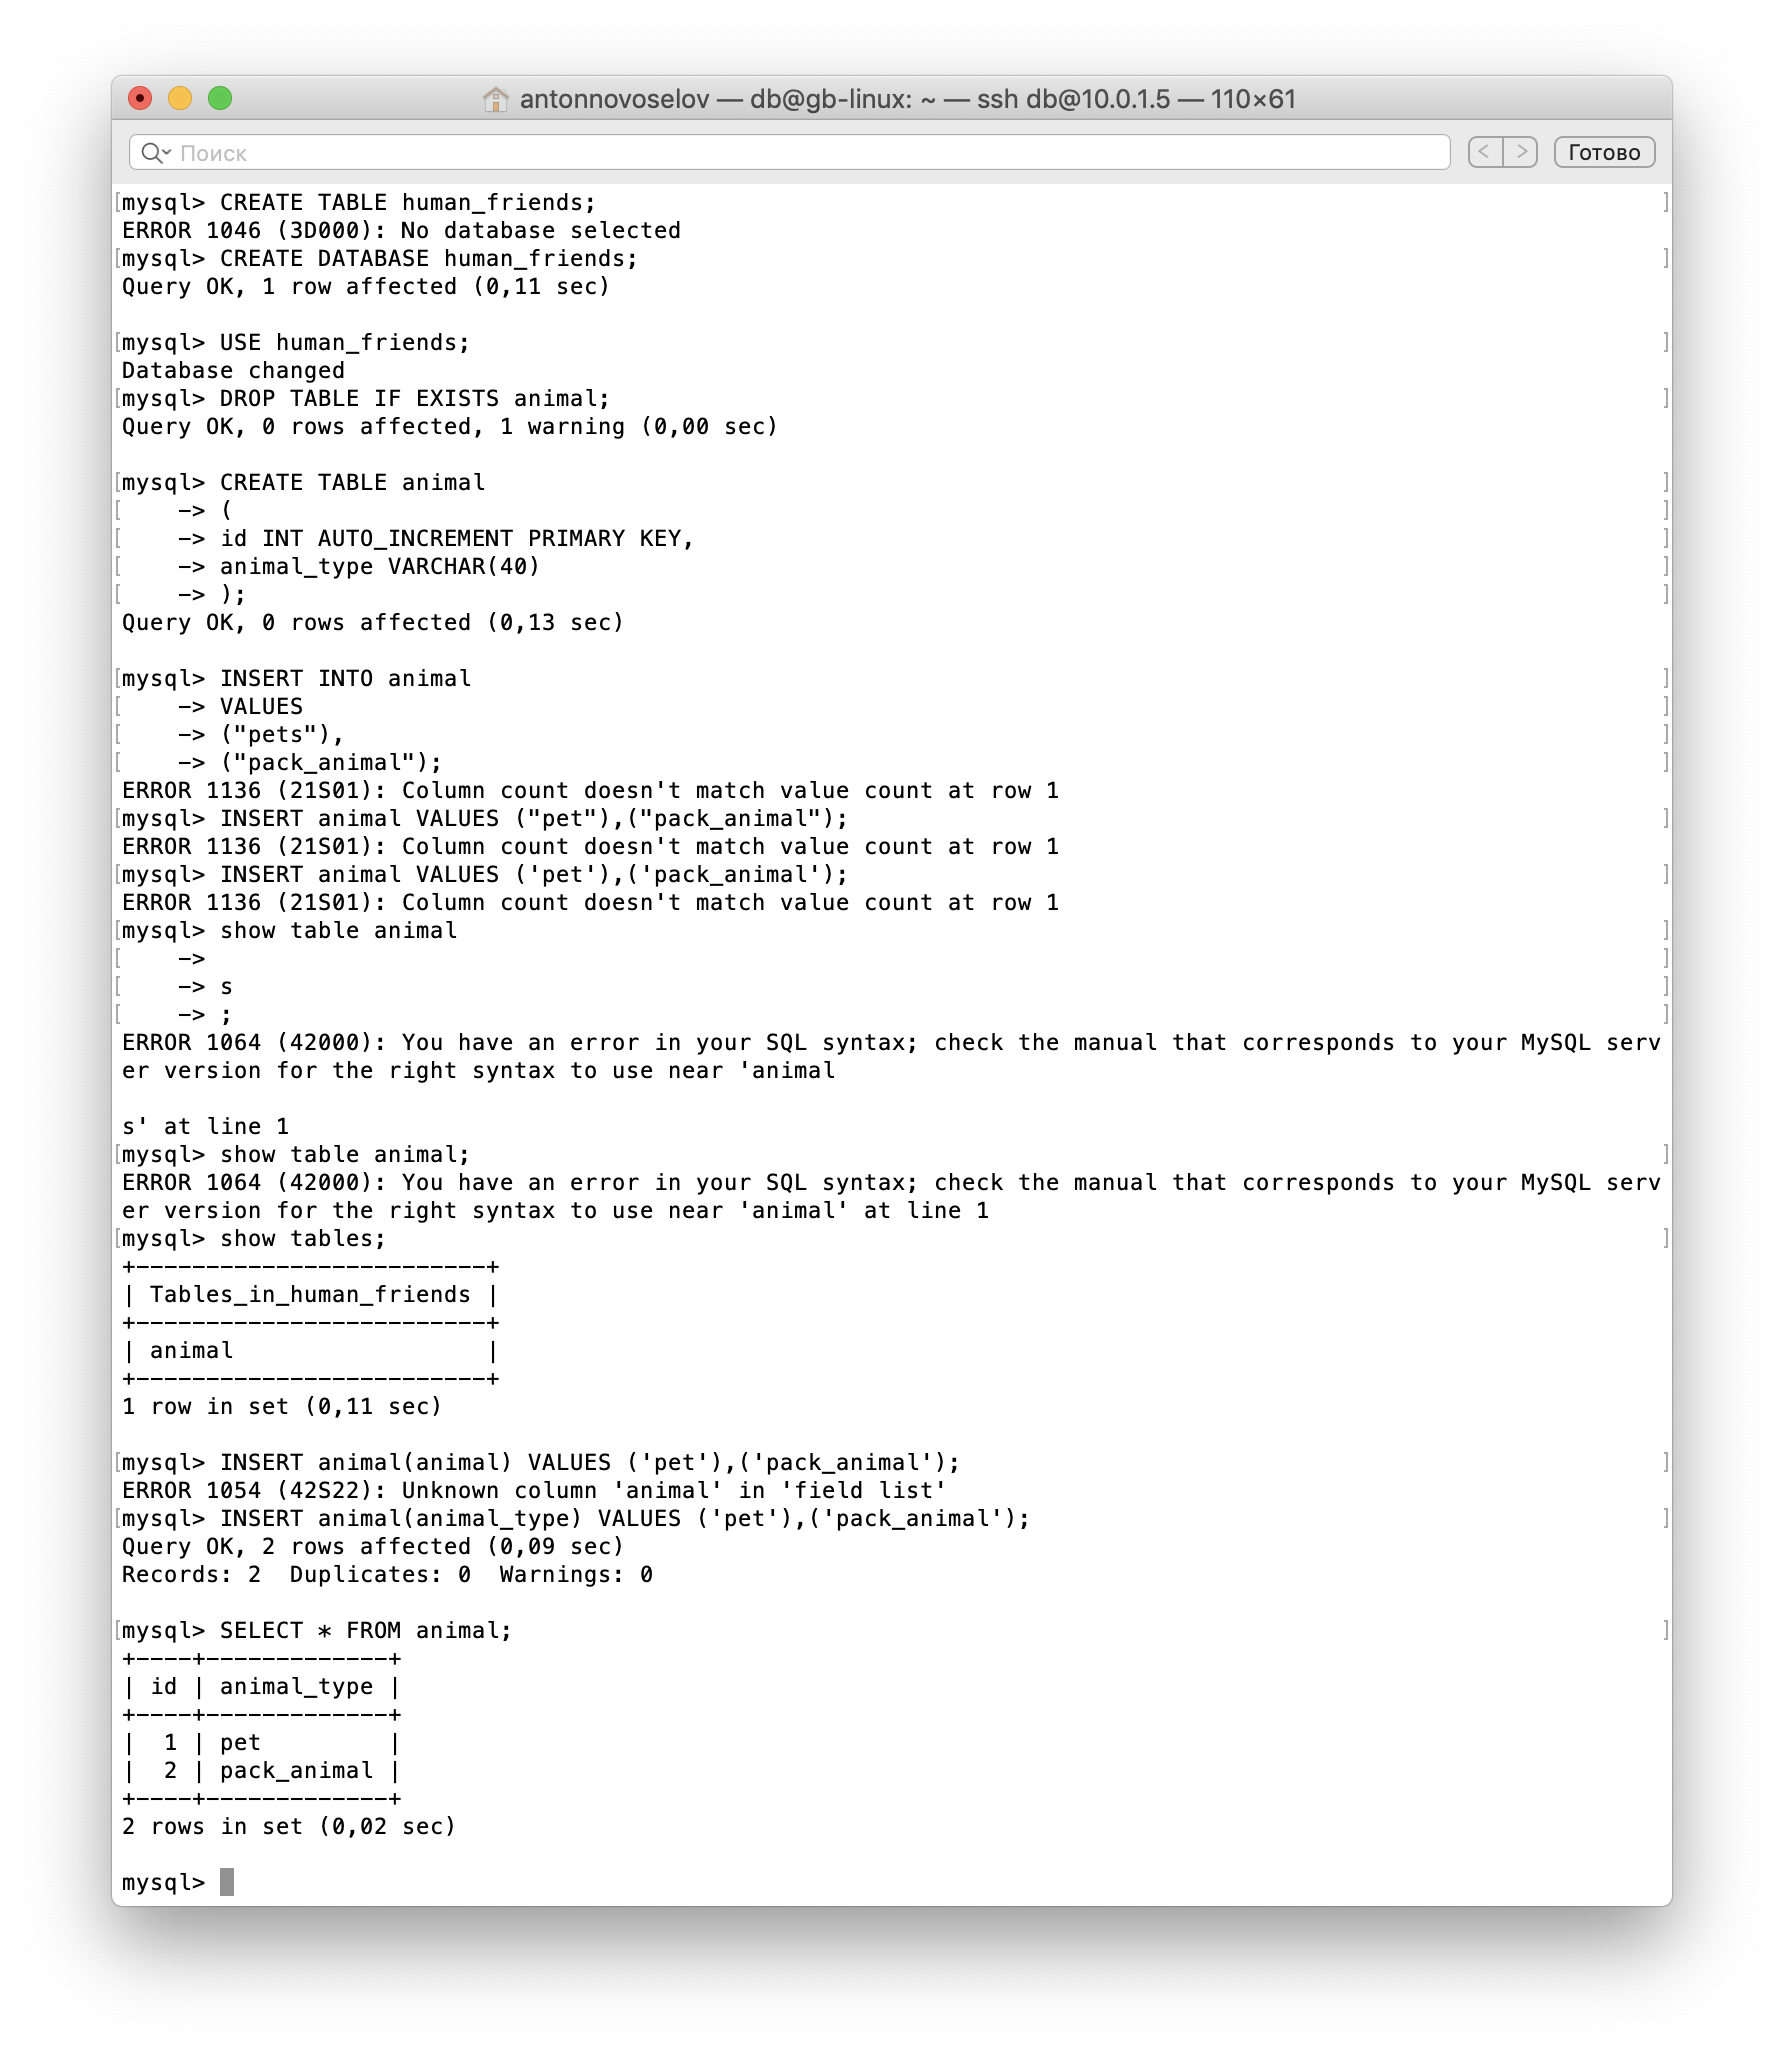 antonnovoselov — db@gb-linux: ~ — ssh db@10.0.1.5 — 110×61
Поиск
< >
Готово
[mysql> CREATE TABLE human_friends; ]
ERROR 1046 (3D000): No database selected
[mysql> CREATE DATABASE human_friends; ]
Query OK, 1 row affected (0,11 sec)
[mysql> USE human_friends; ]
Database changed
[mysql> DROP TABLE IF EXISTS animal; ]
Query OK, 0 rows affected, 1 warning (0,00 sec)
[mysql> CREATE TABLE animal ]
[    -> ( ]
[    -> id INT AUTO_INCREMENT PRIMARY KEY, ]
[    -> animal_type VARCHAR(40) ]
[    -> ); ]
Query OK, 0 rows affected (0,13 sec)
[mysql> INSERT INTO animal ]
[    -> VALUES ]
[    -> ("pets"), ]
[    -> ("pack_animal"); ]
ERROR 1136 (21S01): Column count doesn't match value count at row 1
[mysql> INSERT animal VALUES ("pet"),("pack_animal"); ]
ERROR 1136 (21S01): Column count doesn't match value count at row 1
[mysql> INSERT animal VALUES ('pet'),('pack_animal'); ]
ERROR 1136 (21S01): Column count doesn't match value count at row 1
[mysql> show table animal ]
[    -> ]
[    -> s ]
[    -> ; ]
ERROR 1064 (42000): You have an error in your SQL syntax; check the manual that corresponds to your MySQL serv
er version for the right syntax to use near 'animal
s' at line 1
[mysql> show table animal; ]
ERROR 1064 (42000): You have an error in your SQL syntax; check the manual that corresponds to your MySQL serv
er version for the right syntax to use near 'animal' at line 1
[mysql> show tables; ]
+-------------------------+
| Tables_in_human_friends |
+-------------------------+
| animal                  |
+-------------------------+
1 row in set (0,11 sec)
[mysql> INSERT animal(animal) VALUES ('pet'),('pack_animal'); ]
ERROR 1054 (42S22): Unknown column 'animal' in 'field list'
[mysql> INSERT animal(animal_type) VALUES ('pet'),('pack_animal'); ]
Query OK, 2 rows affected (0,09 sec)
Records: 2  Duplicates: 0  Warnings: 0
[mysql> SELECT * FROM animal; ]
+----+-------------+
| id | animal_type |
+----+-------------+
|  1 | pet         |
|  2 | pack_animal |
+----+-------------+
2 rows in set (0,02 sec)
mysql>